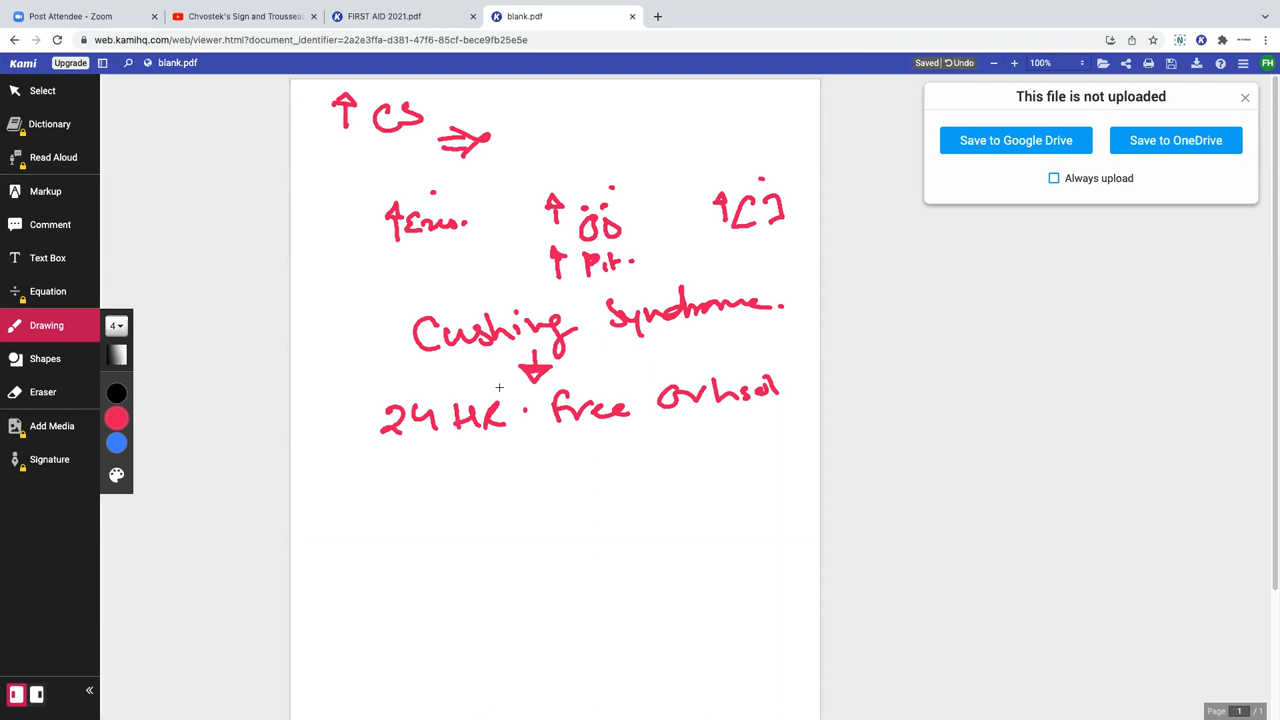 Post Attendee - Zoom
Chvostek's Sign and Trousseau
FIRST AID 2021.pdf
blank.pdf
web.kamihq.com/web/viewer.html?document_identifier=2a2e3ffa-d381-47f6-85cf-bece9fb25e5e
Kami Upgrade blank.pdf Saved Undo 100% FH
This file is not uploaded
Save to Google Drive Save to OneDrive
Always upload
Select
Dictionary
Read Aloud
Markup
Comment
Text Box
Equation
Drawing
4
Shapes
Eraser
Add Media
Signature
↑ CS
↑ ↑ ↑ [ ]
↑ Pit.
Cushing Syndrome.
24 HR. free
Page 1 / 1